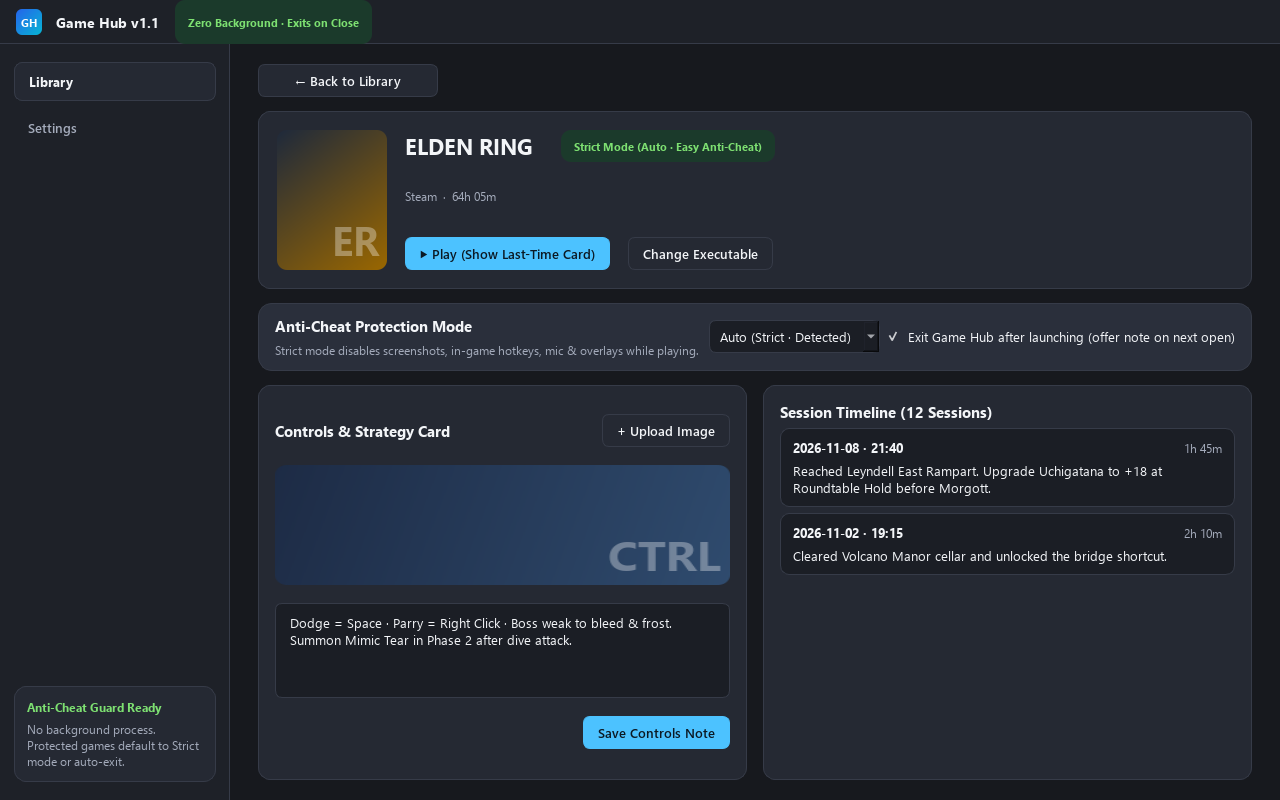 GH
Game Hub v1.1
Zero Background · Exits on Close
Library
Settings
Anti-Cheat Guard Ready
No background process.
Protected games default to Strict
mode or auto-exit.
← Back to Library
ER
ELDEN RING
Strict Mode (Auto · Easy Anti-Cheat)
Steam · 64h 05m
▶ Play (Show Last-Time Card)
Change Executable
Anti-Cheat Protection Mode
Strict mode disables screenshots, in-game hotkeys, mic & overlays while playing.
Auto (Strict · Detected)
✓ Exit Game Hub after launching (offer note on next open)
Controls & Strategy Card
+ Upload Image
CTRL
Dodge = Space · Parry = Right Click · Boss weak to bleed & frost.
Summon Mimic Tear in Phase 2 after dive attack.
Save Controls Note
Session Timeline (12 Sessions)
2026-11-08 · 21:40
1h 45m
Reached Leyndell East Rampart. Upgrade Uchigatana to +18 at
Roundtable Hold before Morgott.
2026-11-02 · 19:15
2h 10m
Cleared Volcano Manor cellar and unlocked the bridge shortcut.